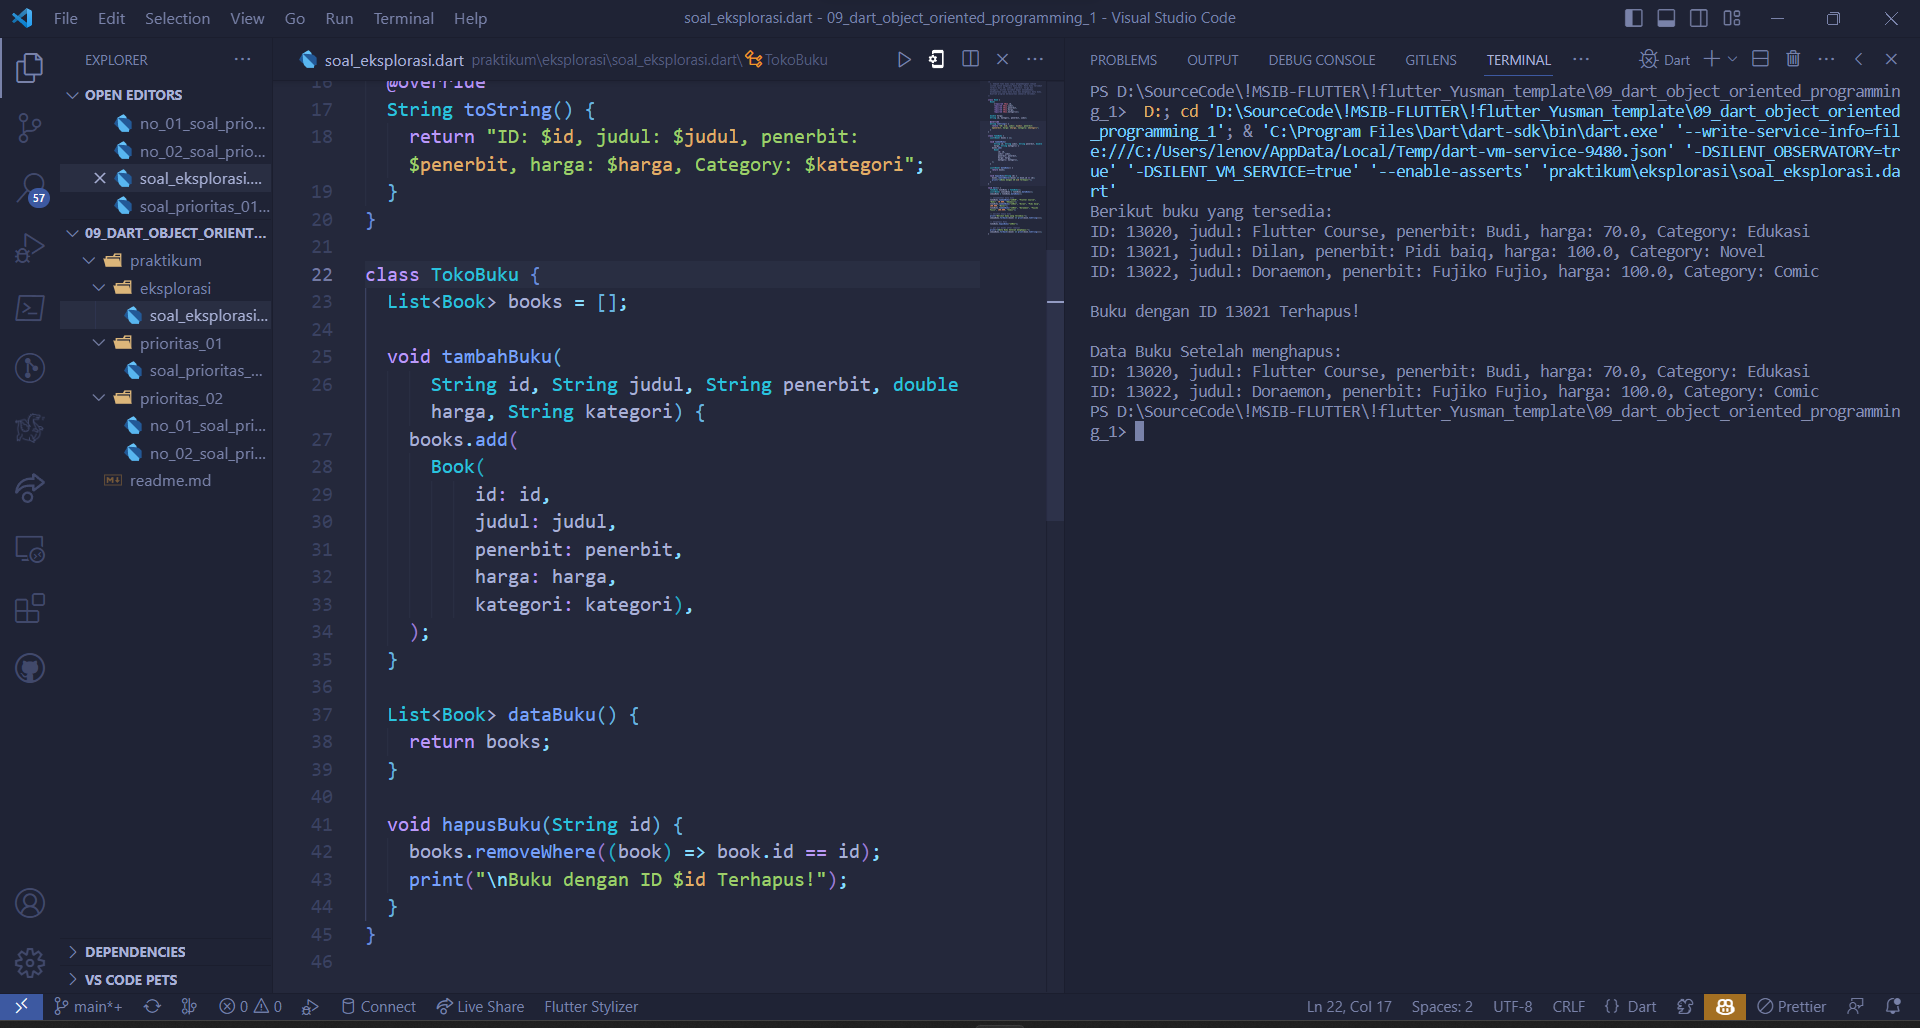 File Edit Selection View Go Run Terminal Help
soal_eksplorasi.dart - 09_dart_object_oriented_programming_1 - Visual Studio Code
EXPLORER
OPEN EDITORS
no_01_soal_prio...
no_02_soal_prio...
soal_eksplorasi....
soal_prioritas_01...
09_DART_OBJECT_ORIENT...
praktikum
eksplorasi
soal_eksplorasi...
prioritas_01
soal_prioritas_...
prioritas_02
no_01_soal_pri...
no_02_soal_pri...
readme.md
DEPENDENCIES
VS CODE PETS
57
soal_eksplorasi.dart praktikum\eksplorasi\soal_eksplorasi.dart\TokoBuku
16 @override
17 String toString() {
18 return "ID: $id, judul: $judul, penerbit:
$penerbit, harga: $harga, Category: $kategori";
19 }
20 }
21
22 class TokoBuku {
23 List<Book> books = [];
24
25 void tambahBuku(
26 String id, String judul, String penerbit, double
harga, String kategori) {
27 books.add(
28 Book(
29 id: id,
30 judul: judul,
31 penerbit: penerbit,
32 harga: harga,
33 kategori: kategori),
34 );
35 }
36
37 List<Book> dataBuku() {
38 return books;
39 }
40
41 void hapusBuku(String id) {
42 books.removeWhere((book) => book.id == id);
43 print("\nBuku dengan ID $id Terhapus!");
44 }
45 }
46
PROBLEMS OUTPUT DEBUG CONSOLE GITLENS TERMINAL Dart
PS D:\SourceCode\!MSIB-FLUTTER\!flutter_Yusman_template\09_dart_object_oriented_programmin
g_1> D:; cd 'D:\SourceCode\!MSIB-FLUTTER\!flutter_Yusman_template\09_dart_object_oriented
_programming_1'; & 'C:\Program Files\Dart\dart-sdk\bin\dart.exe' '--write-service-info=fil
e:///C:/Users/lenov/AppData/Local/Temp/dart-vm-service-9480.json' '-DSILENT_OBSERVATORY=tr
ue' '-DSILENT_VM_SERVICE=true' '--enable-asserts' 'praktikum\eksplorasi\soal_eksplorasi.da
rt'
Berikut buku yang tersedia:
ID: 13020, judul: Flutter Course, penerbit: Budi, harga: 70.0, Category: Edukasi
ID: 13021, judul: Dilan, penerbit: Pidi baiq, harga: 100.0, Category: Novel
ID: 13022, judul: Doraemon, penerbit: Fujiko Fujio, harga: 100.0, Category: Comic

Buku dengan ID 13021 Terhapus!

Data Buku Setelah menghapus:
ID: 13020, judul: Flutter Course, penerbit: Budi, harga: 70.0, Category: Edukasi
ID: 13022, judul: Doraemon, penerbit: Fujiko Fujio, harga: 100.0, Category: Comic
PS D:\SourceCode\!MSIB-FLUTTER\!flutter_Yusman_template\09_dart_object_oriented_programmin
g_1>
main*+ 0 0 Connect Live Share Flutter Stylizer Ln 22, Col 17 Spaces: 2 UTF-8 CRLF {} Dart Prettier